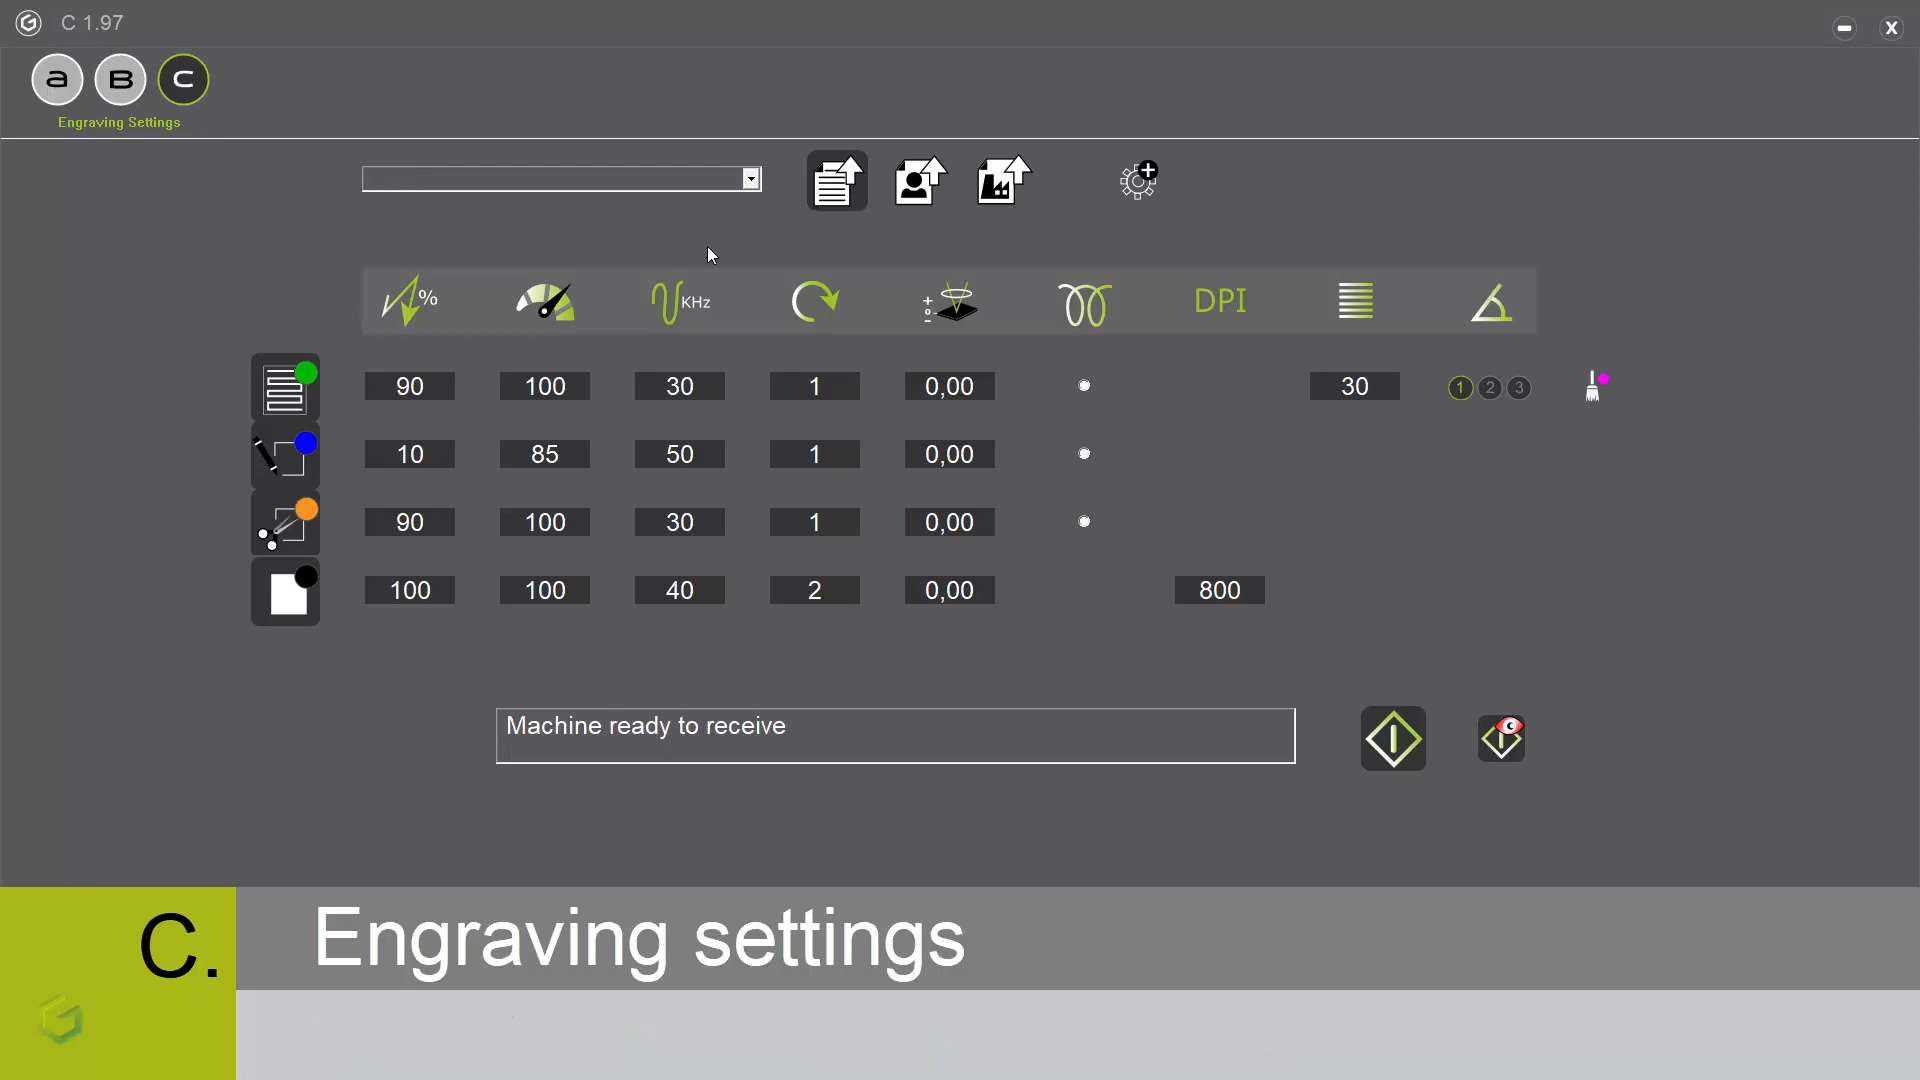 C 1.97
a B C
Engraving Settings
% KHz + 0 - DPI
90 100 30 1 0,00 30 1 2 3
10 85 50 1 0,00
90 100 30 1 0,00
100 100 40 2 0,00 800
Machine ready to receive
C. Engraving settings